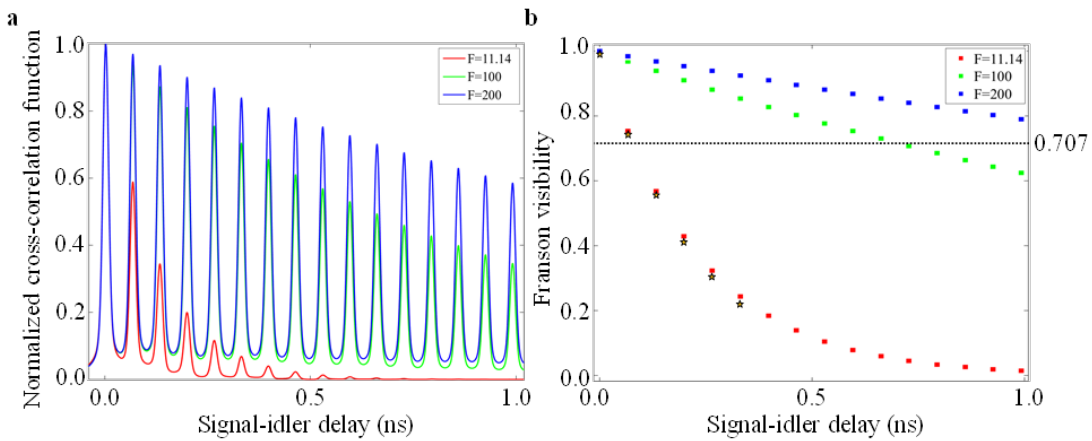 a
Normalized cross-correlation function
1.0
0.8
0.6
0.4
0.2
0.0
F=11.14
F=100
F=200
0.0
0.5
1.0
Signal-idler delay (ns)
b
Franson visibility
1.0
0.8
0.6
0.4
0.2
0.0
F=11.14
F=100
F=200
0.707
0.0
0.5
1.0
Signal-idler delay (ns)